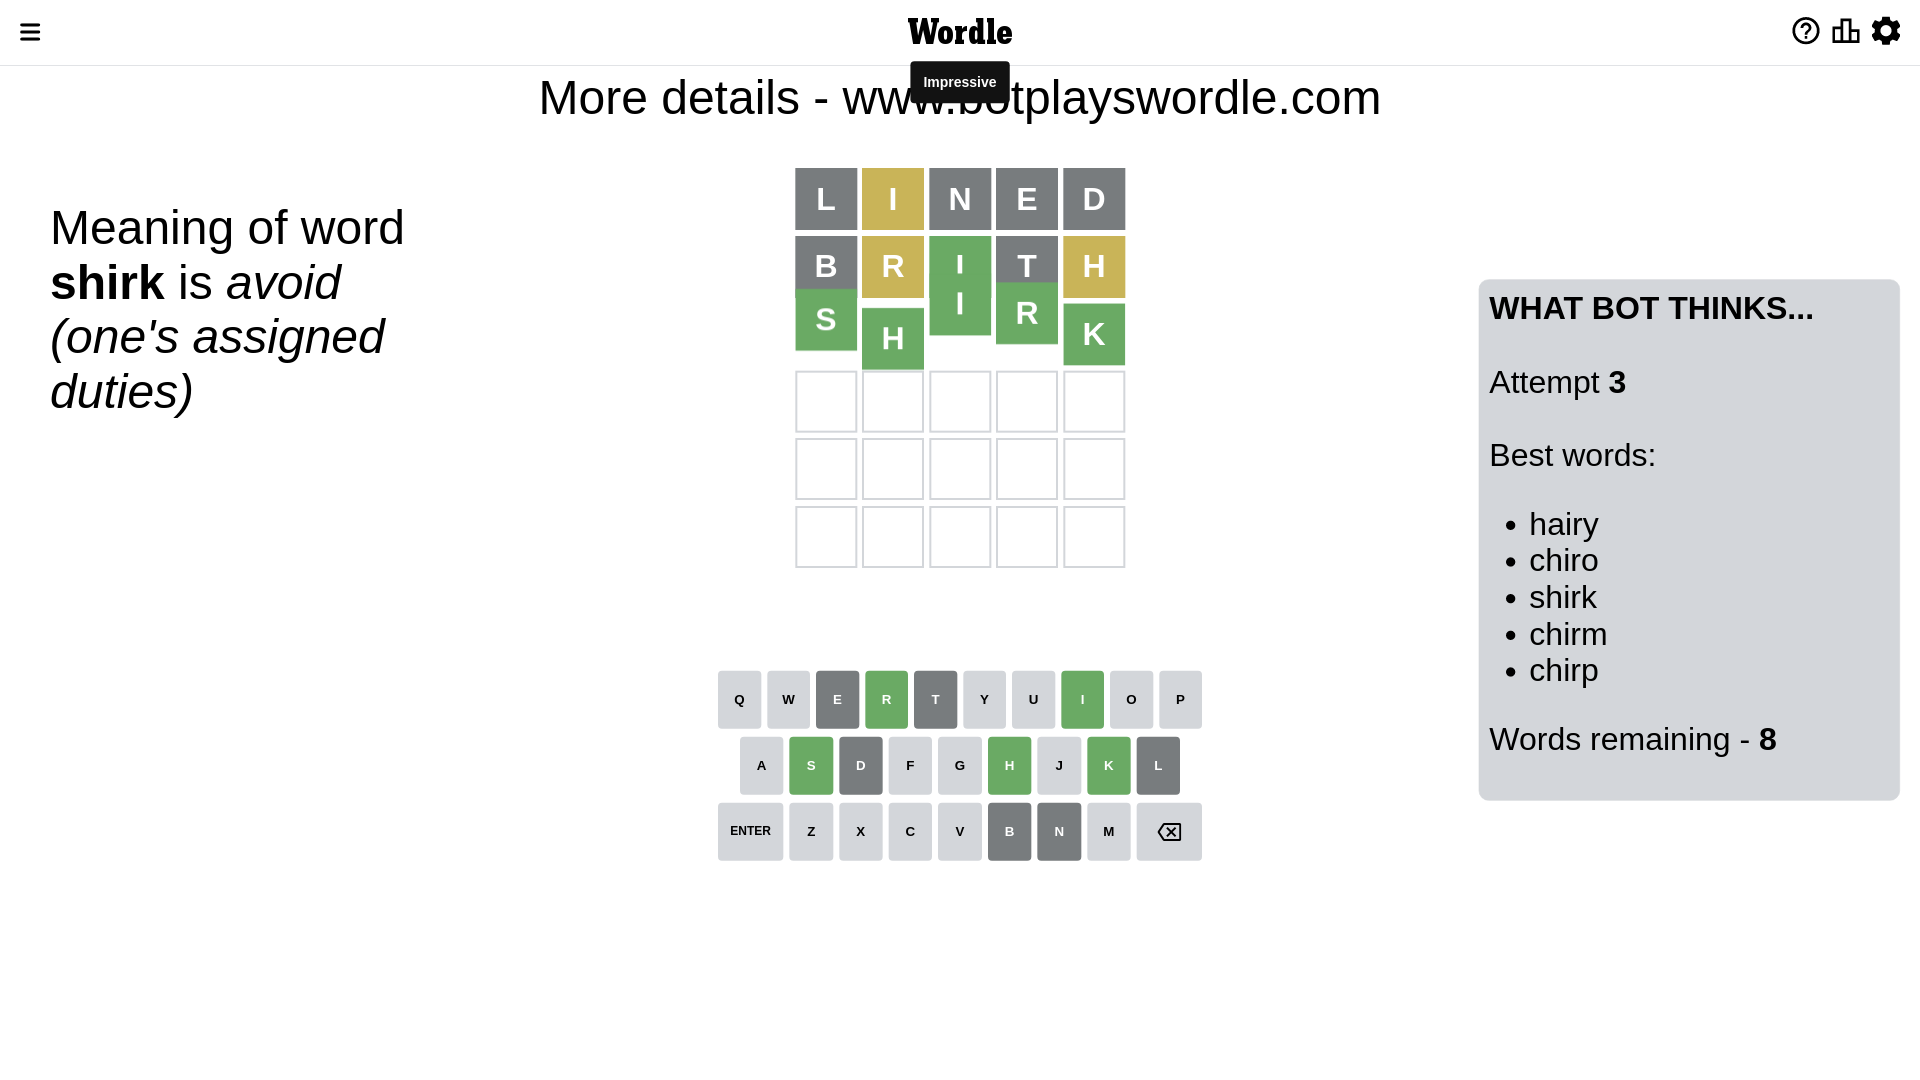 Wordle
Impressive
More details - www.botplayswordle.com
Meaning of word
shirk is avoid
(one's assigned
duties)
L I N E D
B R I T H
S H I R K
WHAT BOT THINKS...
Attempt 3
Best words:
• hairy
• chiro
• shirk
• chirm
• chirp
Words remaining - 8
Q W E R T Y U I O P
A S D F G H J K L
ENTER Z X C V B N M